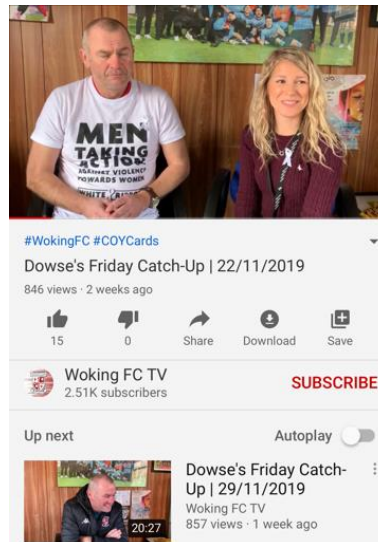 MEN
TAKING
ACTION
AGAINST VIOLENCE
TOWARDS WOMEN
WHITE RIBBON
#WokingFC #COYCards
Dowse's Friday Catch-Up | 22/11/2019
846 views · 2 weeks ago
15
0
Share
Download
Save
Woking FC TV
2.51K subscribers
SUBSCRIBE
Up next
Autoplay
20:27
Dowse's Friday Catch-
Up | 29/11/2019
Woking FC TV
857 views · 1 week ago